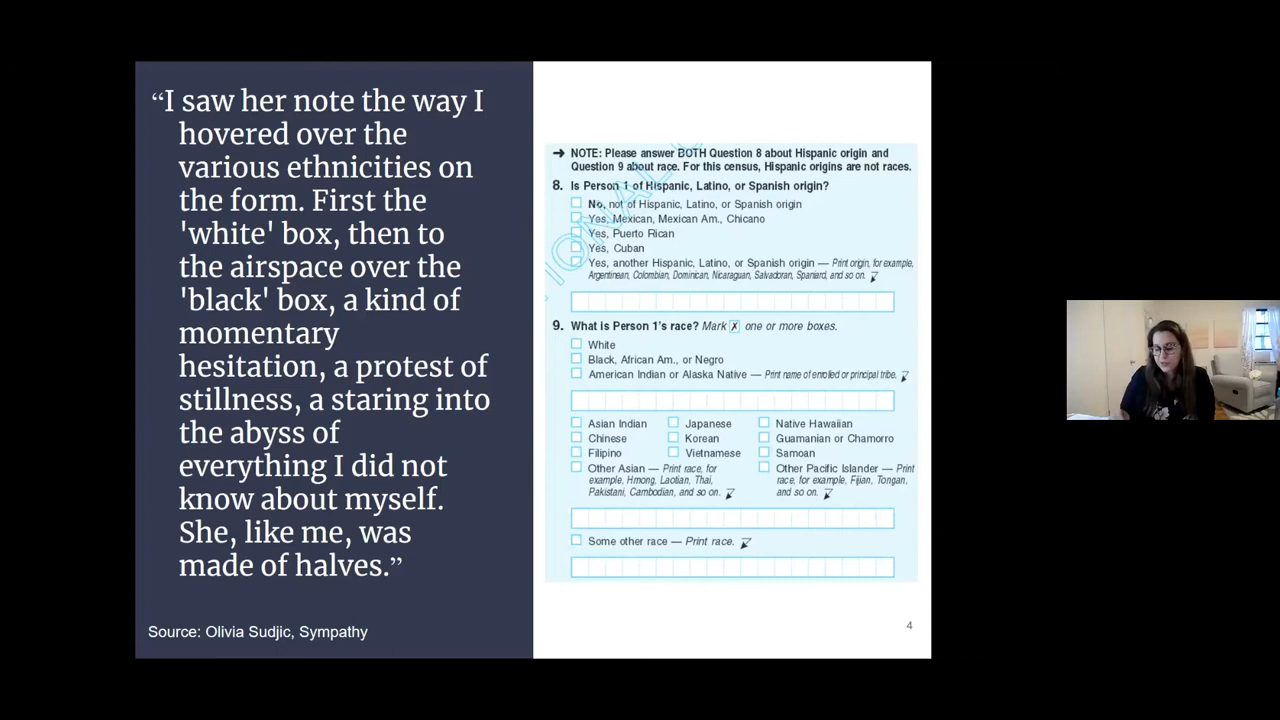 “I saw her note the way I
hovered over the
various ethnicities on
the form. First the
'white' box, then to
the airspace over the
'black' box, a kind of
momentary
hesitation, a protest of
stillness, a staring into
the abyss of
everything I did not
know about myself.
She, like me, was
made of halves.”
Source: Olivia Sudjic, Sympathy
➔ NOTE: Please answer BOTH Question 8 about Hispanic origin and
Question 9 about race. For this census, Hispanic origins are not races.
8. Is Person 1 of Hispanic, Latino, or Spanish origin?
No, not of Hispanic, Latino, or Spanish origin
Yes, Mexican, Mexican Am., Chicano
Yes, Puerto Rican
Yes, Cuban
Yes, another Hispanic, Latino, or Spanish origin — Print origin, for example,
Argentinean, Colombian, Dominican, Nicaraguan, Salvadoran, Spaniard, and so on.
9. What is Person 1's race? Mark ✗ one or more boxes.
White
Black, African Am., or Negro
American Indian or Alaska Native — Print name of enrolled or principal tribe.
Asian Indian Japanese Native Hawaiian
Chinese Korean Guamanian or Chamorro
Filipino Vietnamese Samoan
Other Asian — Print race, for Other Pacific Islander — Print
example, Hmong, Laotian, Thai, race, for example, Fijian, Tongan,
Pakistani, Cambodian, and so on. and so on.
Some other race — Print race.
4